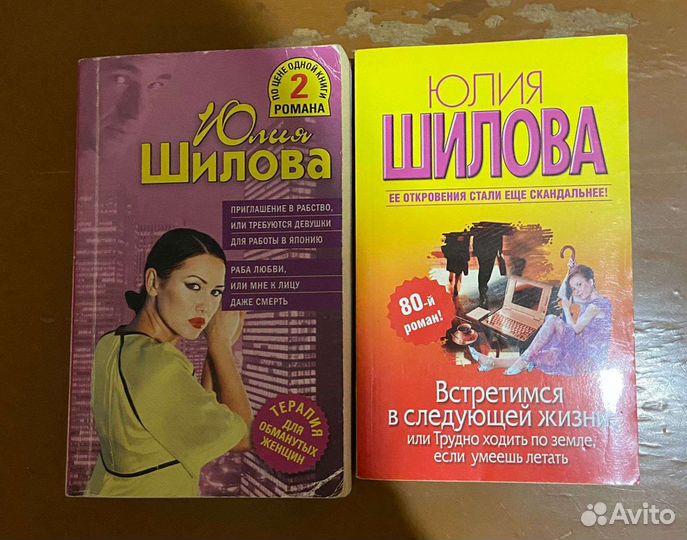 ПО ЦЕНЕ ОДНОЙ КНИГИ
2
РОМАНА
Юлия
Шилова
ПРИГЛАШЕНИЕ В РАБСТВО,
ИЛИ ТРЕБУЮТСЯ ДЕВУШКИ
ДЛЯ РАБОТЫ В ЯПОНИЮ
РАБА ЛЮБВИ,
ИЛИ МНЕ К ЛИЦУ
ДАЖЕ СМЕРТЬ
ТЕРАПИЯ
ДЛЯ
ОБМАНУТЫХ
ЖЕНЩИН
ЮЛИЯ
ШИЛОВА
ЕЕ ОТКРОВЕНИЯ СТАЛИ ЕЩЕ СКАНДАЛЬНЕЕ!
80-й
роман!
Встретимся
в следующей жизни,
или Трудно ходить по земле,
если умеешь летать
Avito